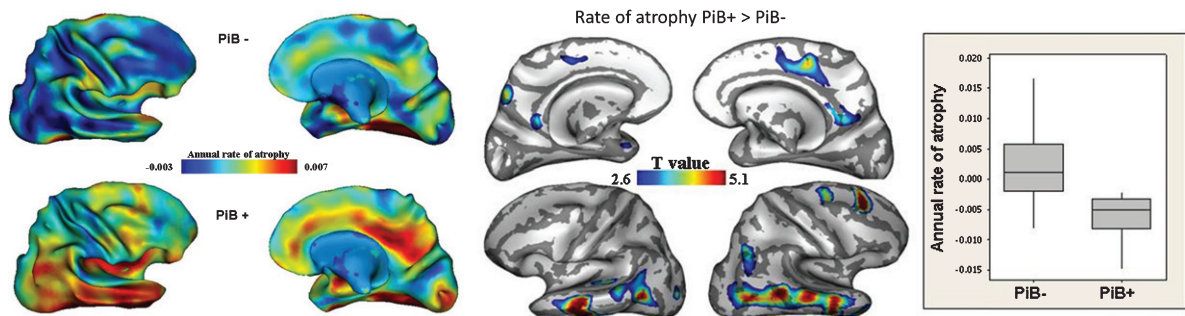 Rate of atrophy PiB+ > PiB-
PiB -
Annual rate of atrophy
-0.003 0.007
PiB +
T value
2.6 5.1
Annual rate of atrophy
0.020
0.015
0.010
0.005
0.000
-0.005
-0.010
-0.015
PiB- PiB+